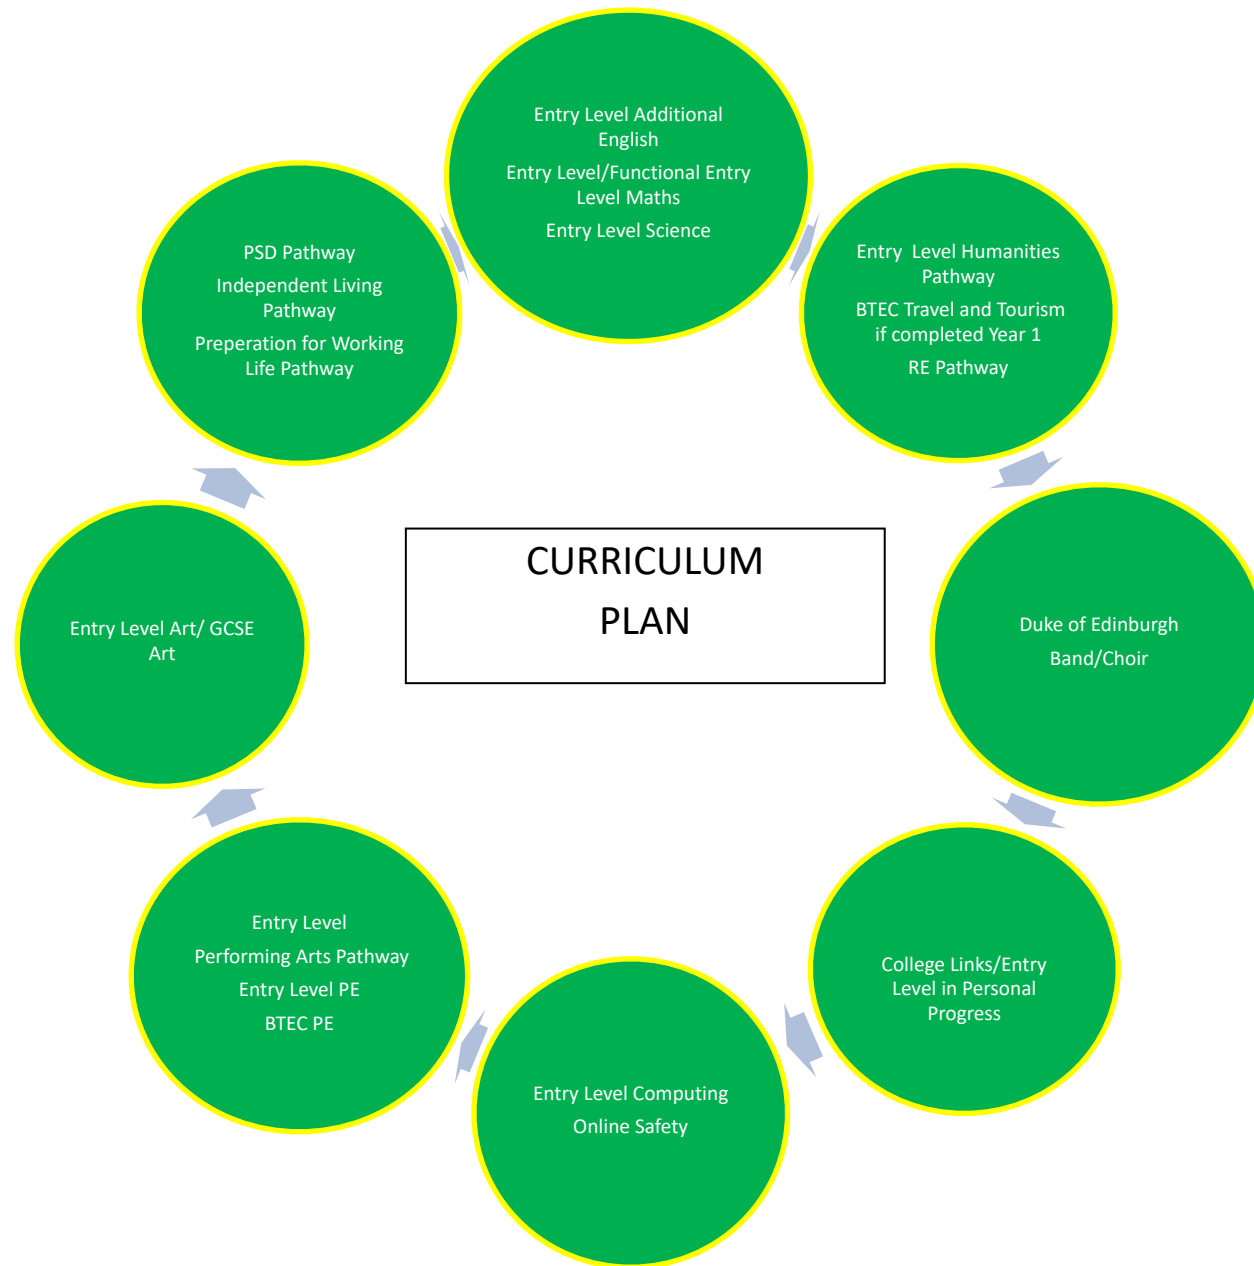 Entry Level Additional
English
Entry Level/Functional Entry
Level Maths
Entry Level Science
Entry Level Humanities
Pathway
BTEC Travel and Tourism
if completed Year 1
RE Pathway
Duke of Edinburgh
Band/Choir
College Links/Entry
Level in Personal
Progress
Entry Level Computing
Online Safety
Entry Level
Performing Arts Pathway
Entry Level PE
BTEC PE
Entry Level Art/ GCSE
Art
PSD Pathway
Independent Living
Pathway
Preperation for Working
Life Pathway
CURRICULUM
PLAN